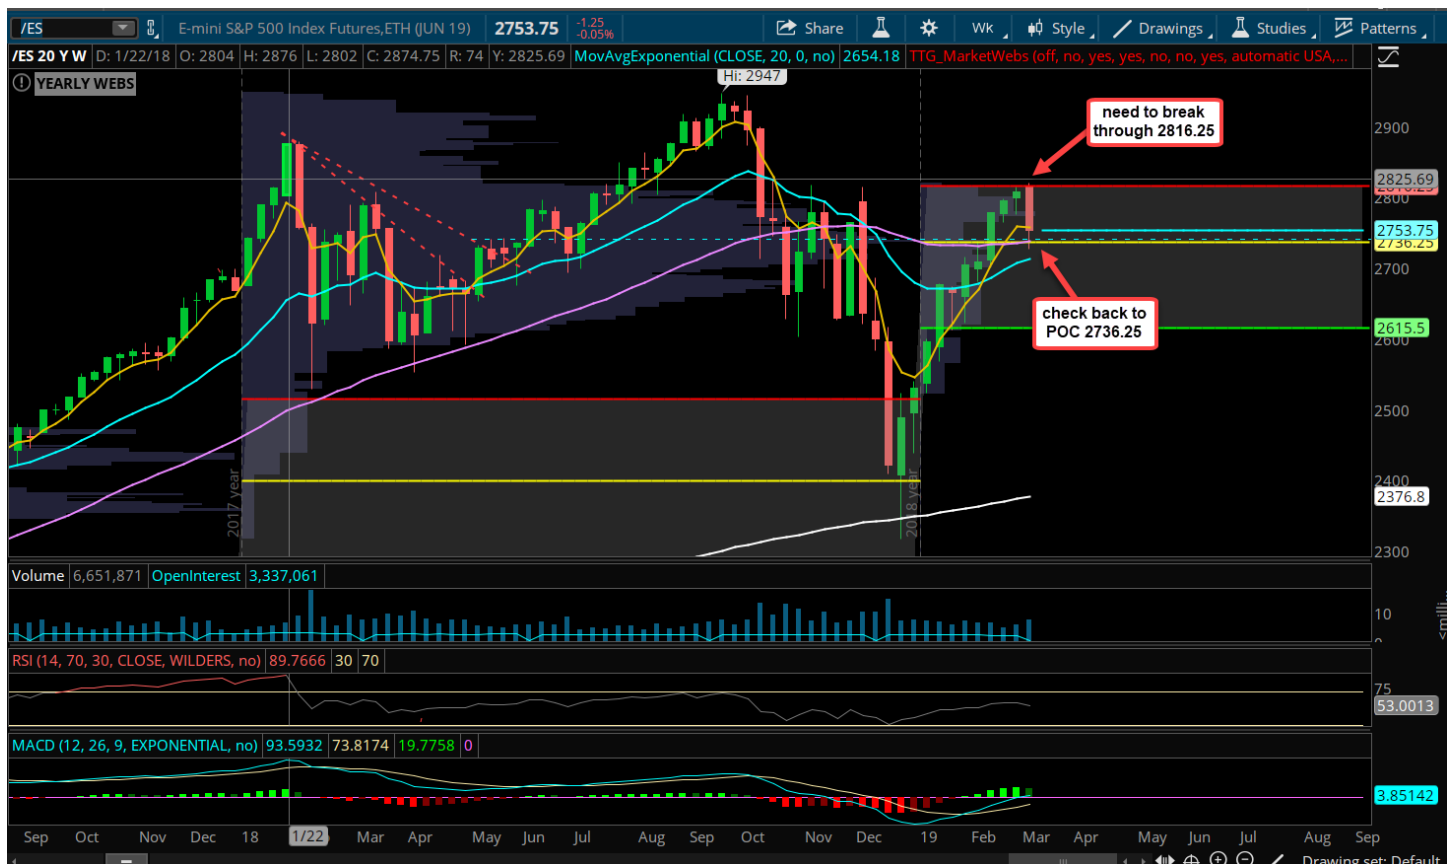 /ES E-mini S&P 500 Index Futures,ETH (JUN 19) 2753.75 -1.25 -0.05% Share Wk Style Drawings Studies Patterns
/ES 20 Y W D: 1/22/18 O: 2804 H: 2876 L: 2802 C: 2874.75 R: 74 Y: 2825.69 MovAvgExponential (CLOSE, 20, 0, no) 2654.18 TTG_MarketWebs (off, no, yes, yes, no, no, yes, automatic USA,...
YEARLY WEBS
Hi: 2947
need to break
through 2816.25
2900
2825.69
2800
2753.75
2736.25
2700
check back to
POC 2736.25
2615.5
2600
2500
2400
2376.8
2300
2017 year
2018 year
Volume 6,651,871 OpenInterest 3,337,061
10
<milli
RSI (14, 70, 30, CLOSE, WILDERS, no) 89.7666 30 70
75
53.0013
MACD (12, 26, 9, EXPONENTIAL, no) 93.5932 73.8174 19.7758 0
3.85142
Sep Oct Nov Dec 18 1/22 Mar Apr May Jun Jul Aug Sep Oct Nov Dec 19 Feb Mar Apr May Jun Jul Aug Sep
Drawing set: Default